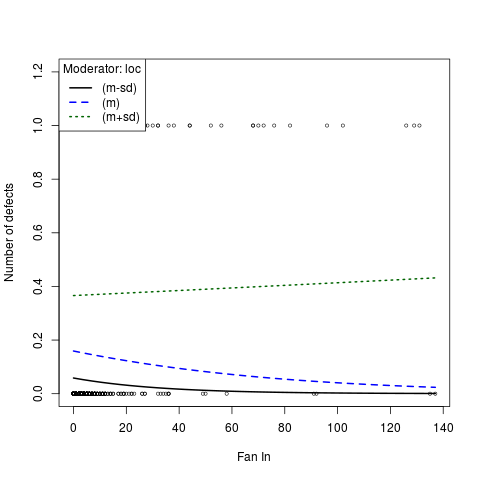 Moderator: loc
(m-sd)
(m)
(m+sd)
Number of defects
0.0 0.2 0.4 0.6 0.8 1.0 1.2
0 20 40 60 80 100 120 140
Fan In